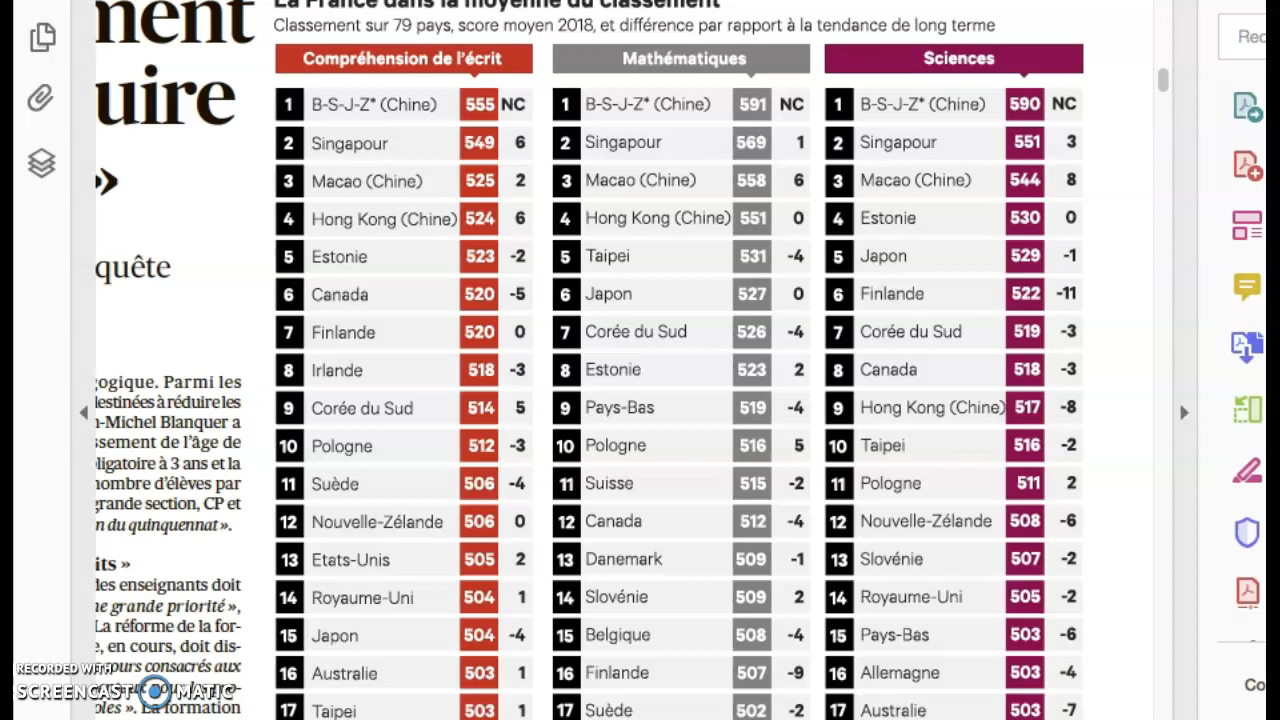 ment
uire
»
quête
gogique. Parmi les
destinées à réduire les
n-Michel Blanquer a
ssement de l'âge de
bligatoire à 3 ans et la
nombre d'élèves par
grande section, CP et
n du quinquennat ».
its »
des enseignants doit
ne grande priorité »,
La réforme de la for-
e, en cours, doit dis-
ours consacrés aux
ples ». La formation
La France dans la moyenne du classement
Classement sur 79 pays, score moyen 2018, et différence par rapport à la tendance de long terme
Compréhension de l'écrit
1 B-S-J-Z* (Chine) 555 NC
2 Singapour 549 6
3 Macao (Chine) 525 2
4 Hong Kong (Chine) 524 6
5 Estonie 523 -2
6 Canada 520 -5
7 Finlande 520 0
8 Irlande 518 -3
9 Corée du Sud 514 5
10 Pologne 512 -3
11 Suède 506 -4
12 Nouvelle-Zélande 506 0
13 Etats-Unis 505 2
14 Royaume-Uni 504 1
15 Japon 504 -4
16 Australie 503 1
17 Taipei 503 1
Mathématiques
1 B-S-J-Z* (Chine) 591 NC
2 Singapour 569 1
3 Macao (Chine) 558 6
4 Hong Kong (Chine) 551 0
5 Taipei 531 -4
6 Japon 527 0
7 Corée du Sud 526 -4
8 Estonie 523 2
9 Pays-Bas 519 -4
10 Pologne 516 5
11 Suisse 515 -2
12 Canada 512 -4
13 Danemark 509 -1
14 Slovénie 509 2
15 Belgique 508 -4
16 Finlande 507 -9
17 Suède 502 -2
Sciences
1 B-S-J-Z* (Chine) 590 NC
2 Singapour 551 3
3 Macao (Chine) 544 8
4 Estonie 530 0
5 Japon 529 -1
6 Finlande 522 -11
7 Corée du Sud 519 -3
8 Canada 518 -3
9 Hong Kong (Chine) 517 -8
10 Taipei 516 -2
11 Pologne 511 2
12 Nouvelle-Zélande 508 -6
13 Slovénie 507 -2
14 Royaume-Uni 505 -2
15 Pays-Bas 503 -6
16 Allemagne 503 -4
17 Australie 503 -7
Rec
Co
RECORDED WITH
SCREENCAST MATIC